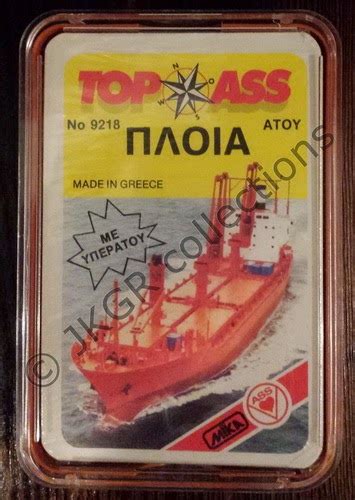 TOP ASS
N
O
S
W
No 9218
ΑΤΟΥ
ΠΛΟΙΑ
MADE IN GREECE
ΜΕ
ΥΠΕΡΑΤΟΥ
© JKGR collections
ASS
MIKA